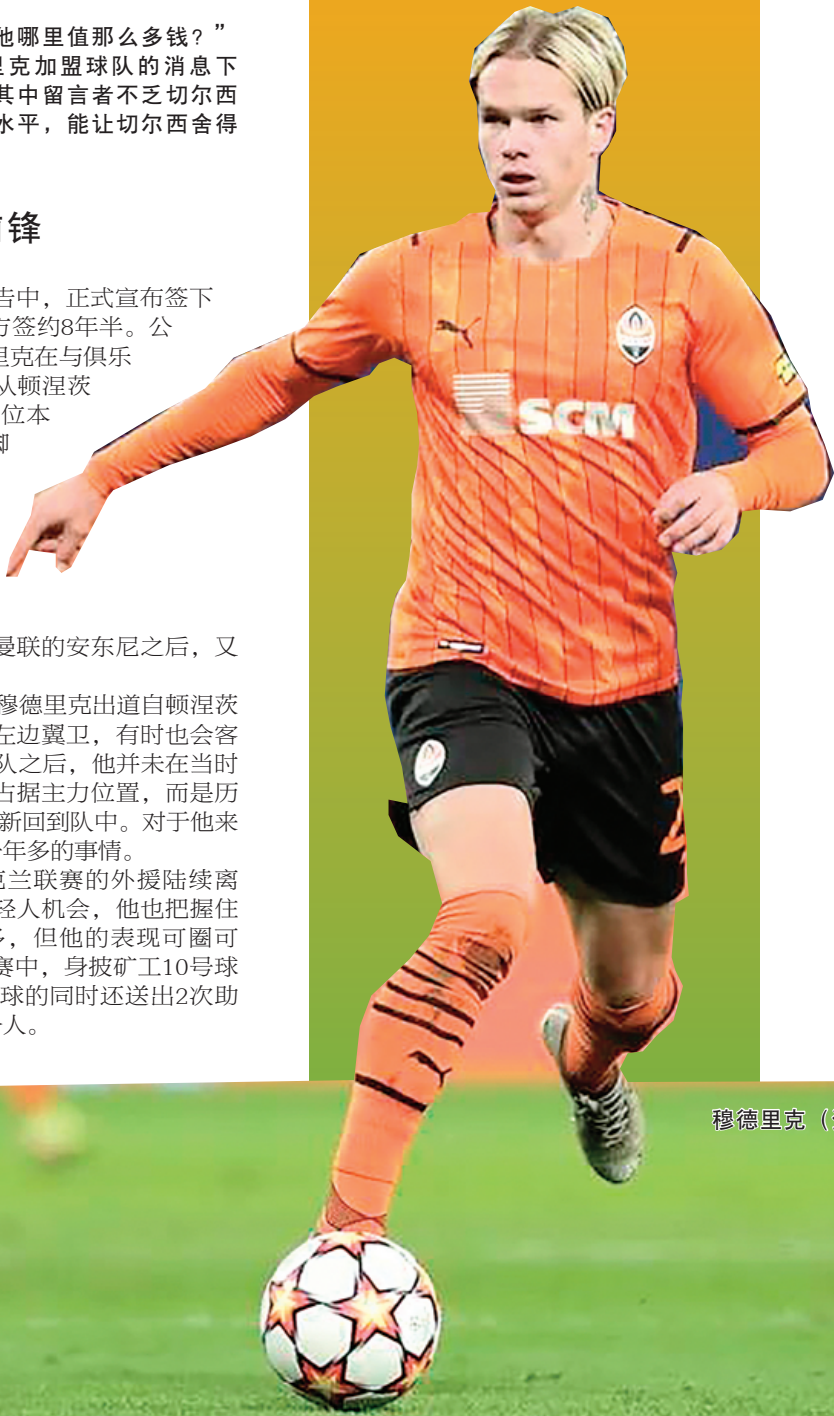 他哪里值那么多钱？”
里克加盟球队的消息下
其中留言者不乏切尔西
水平，能让切尔西舍得
锋
告中，正式宣布签下
方签约8年半。公
里克在与俱乐
从顿涅茨
位本
脚
曼联的安东尼之后，又
穆德里克出道自顿涅茨
左边翼卫，有时也会客
队之后，他并未在当时
占据主力位置，而是历
新回到队中。对于他来
年多的事情。
克兰联赛的外援陆续离
轻人机会，他也把握住
多，但他的表现可圈可
赛中，身披矿工10号球
球的同时还送出2次助
人。
SCM
2
穆德里克（